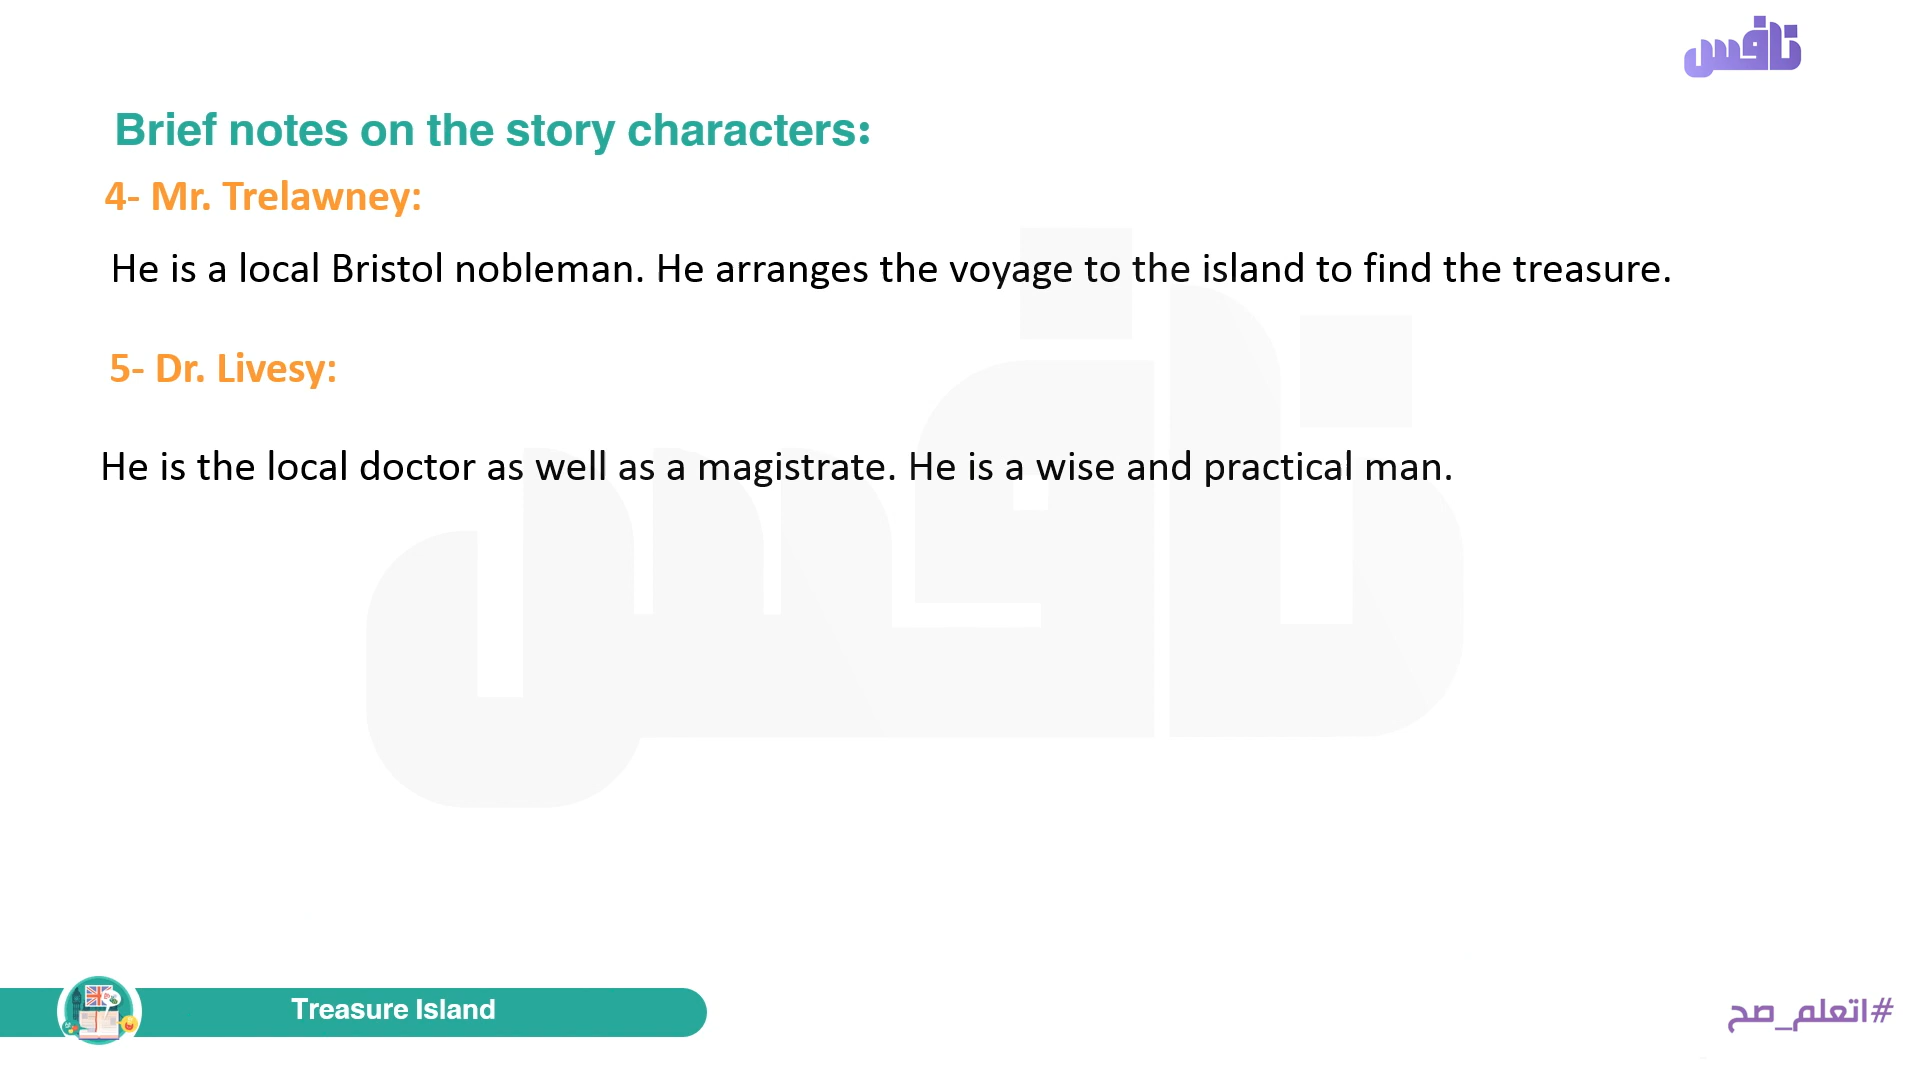 نافس
Brief notes on the story characters:
4- Mr. Trelawney:
He is a local Bristol nobleman. He arranges the voyage to the island to find the treasure.
5- Dr. Livesy:
He is the local doctor as well as a magistrate. He is a wise and practical man.
Treasure Island
#اتعلم_صح